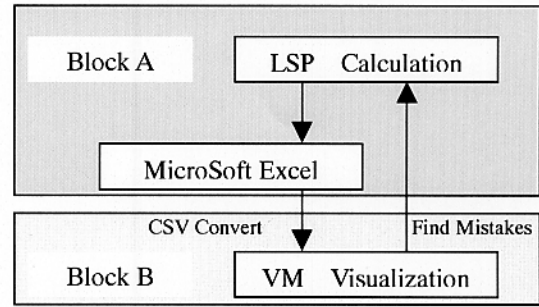 Block A
LSP Calculation
MicroSoft Excel
CSV Convert
Find Mistakes
Block B
VM Visualization